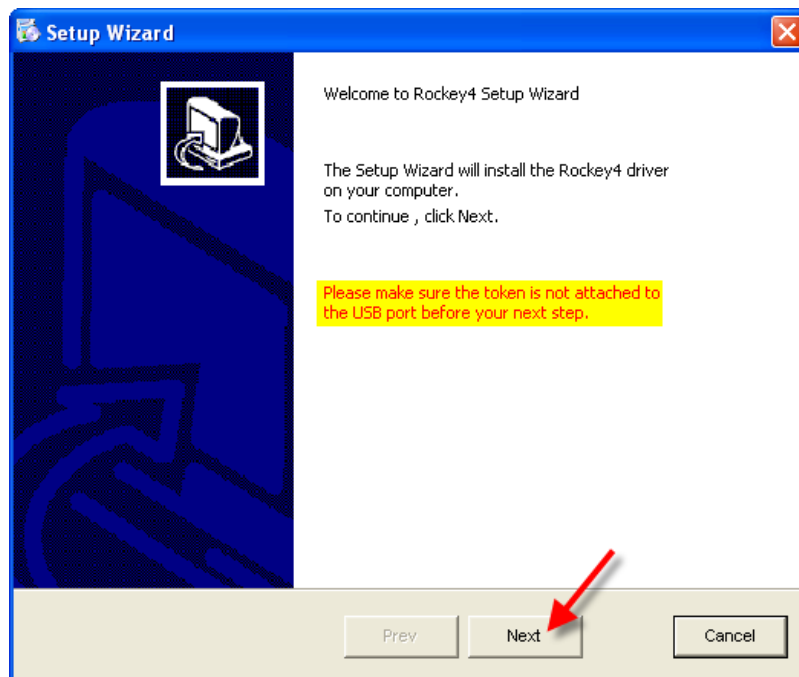 Setup Wizard
Welcome to Rockey4 Setup Wizard
The Setup Wizard will install the Rockey4 driver
on your computer.
To continue , click Next.
Please make sure the token is not attached to
the USB port before your next step.
Prev
Next
Cancel